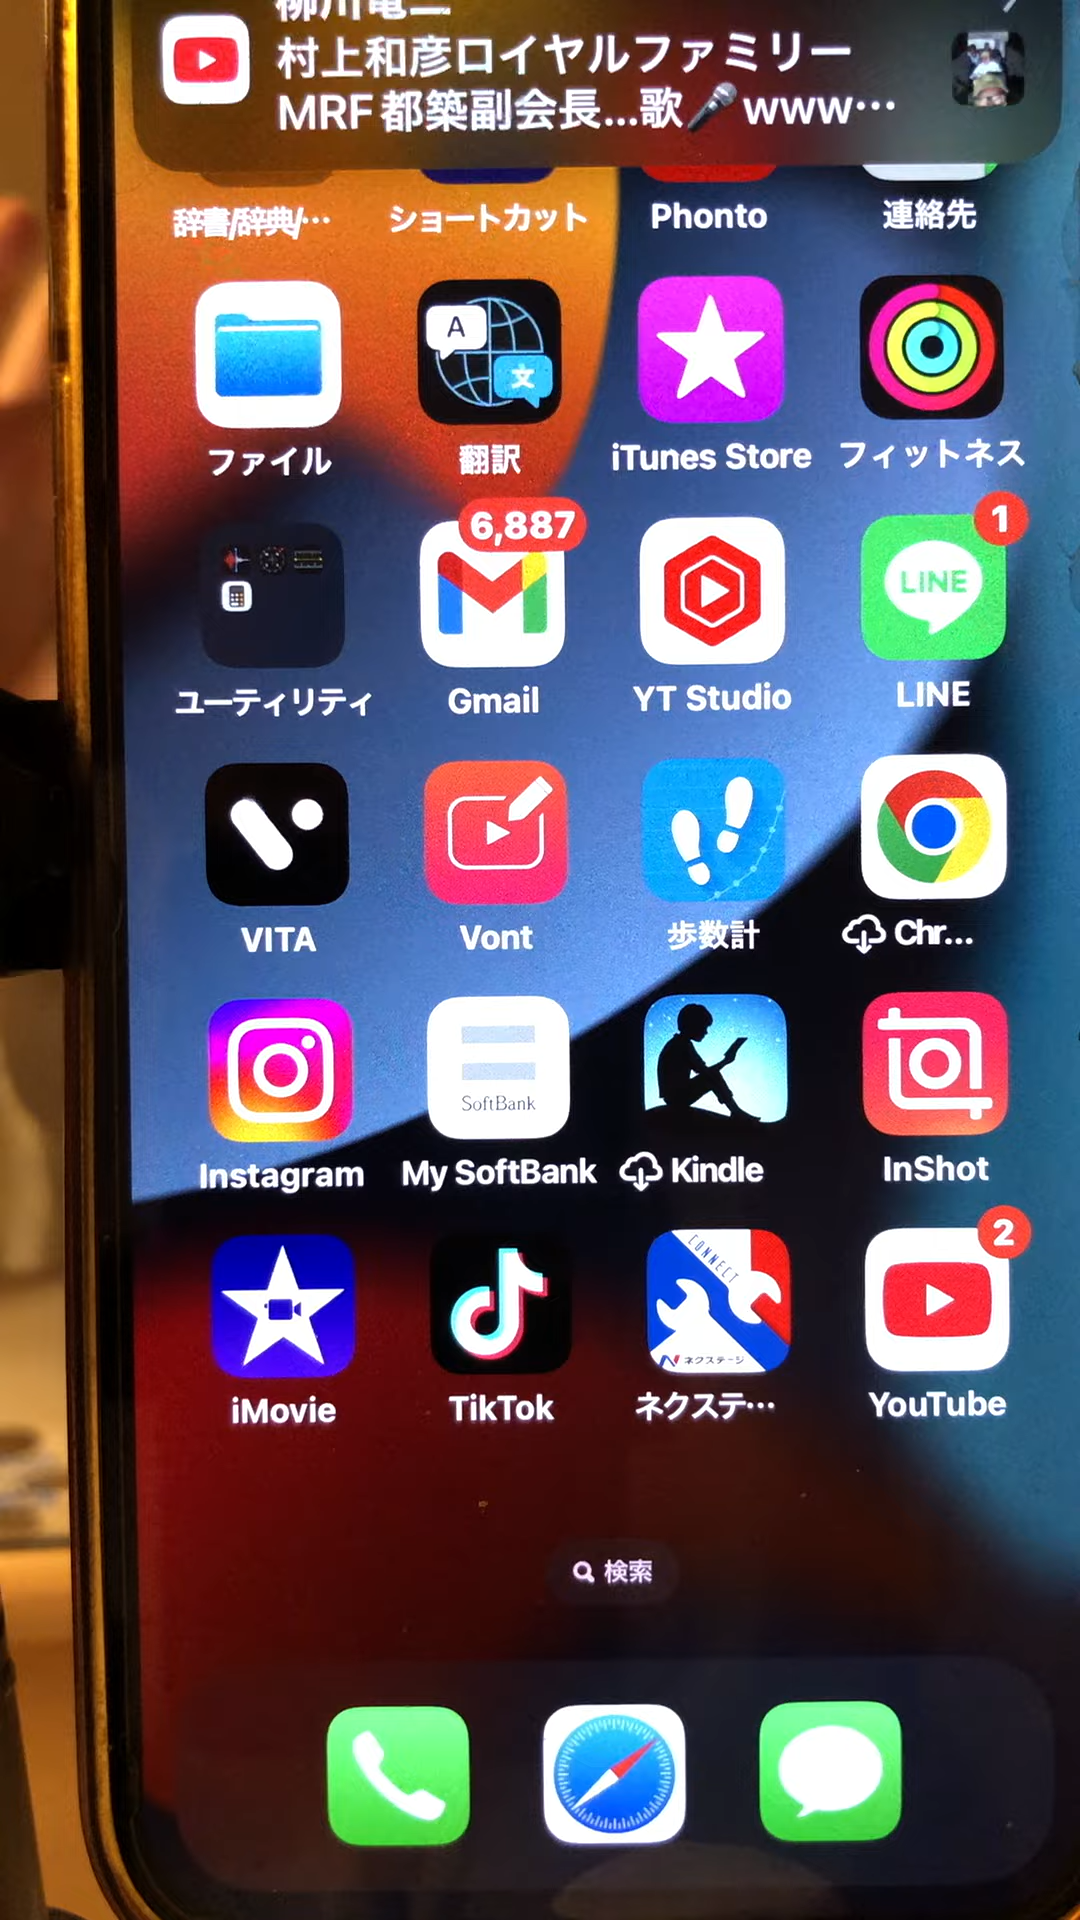 村上和彦ロイヤルファミリー
MRF都築副会長...歌🎤www…
辞書/辞典/…
ショートカット
Phonto
連絡先
A
文
ファイル
翻訳
iTunes Store
フィットネス
6,887
1
LINE
ユーティリティ
Gmail
YT Studio
LINE
VITA
Vont
歩数計
Chr...
SoftBank
Instagram
My SoftBank
Kindle
InShot
2
CONNECT
ネクステージ
iMovie
TikTok
ネクステ…
YouTube
検索